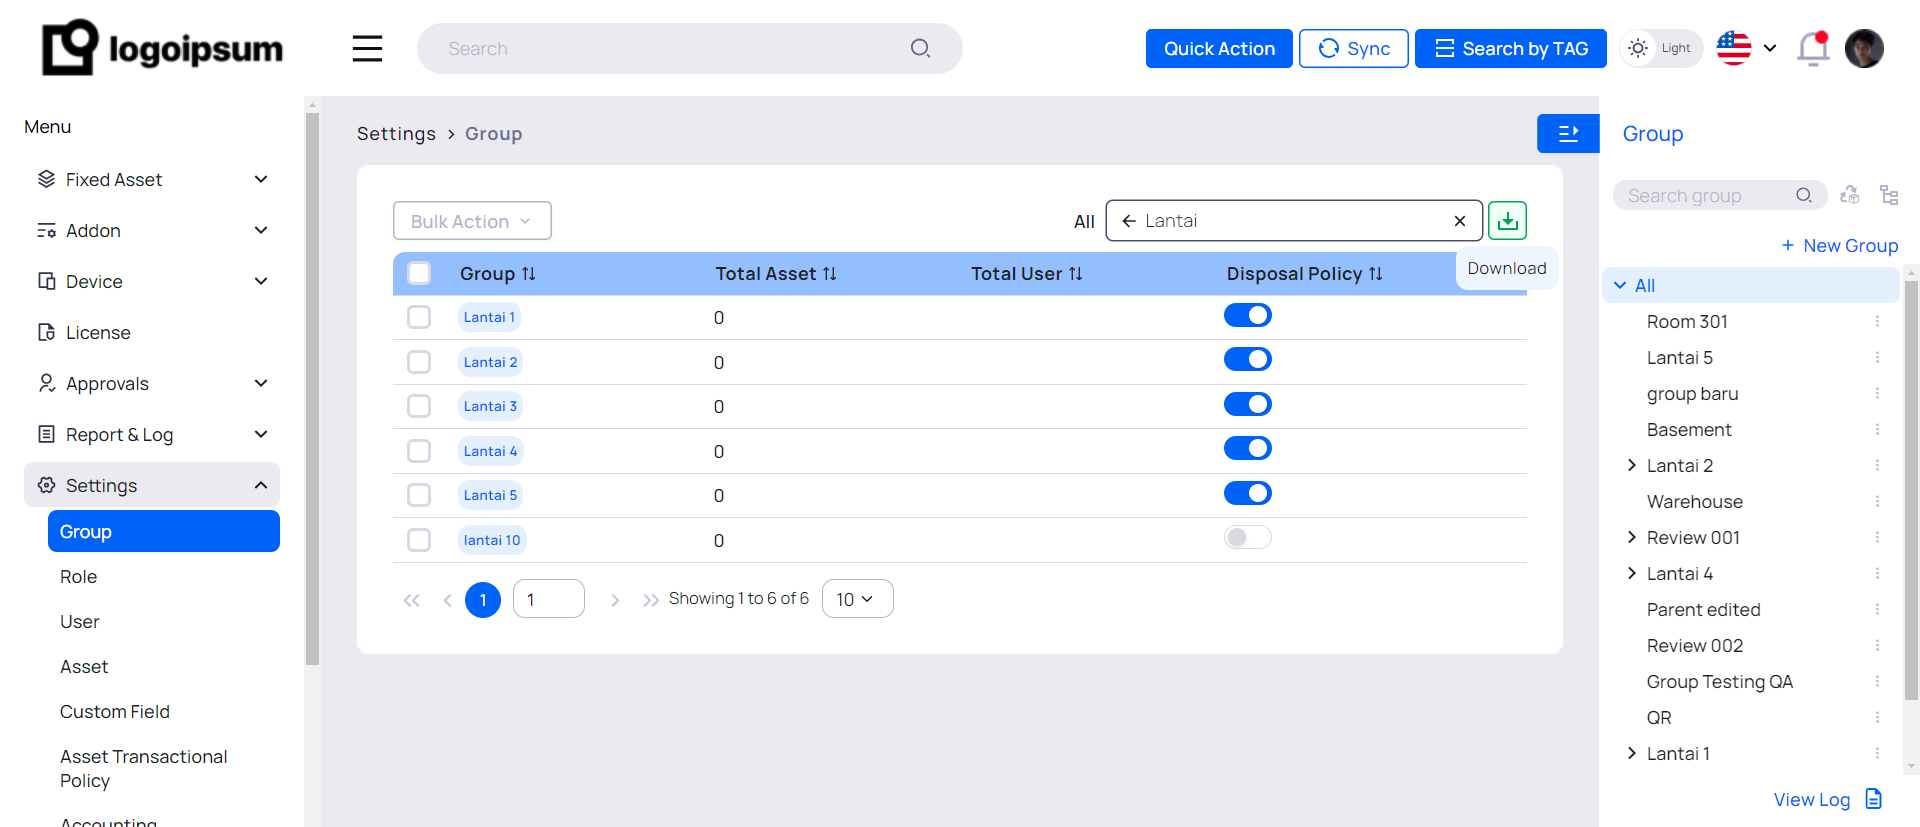 logoipsum
Search
Quick Action
Sync
Search by TAG
Light
Menu
Fixed Asset
Addon
Device
License
Approvals
Report & Log
Settings
Group
Role
User
Asset
Custom Field
Asset Transactional
Policy
Accounting
Settings > Group
Bulk Action
All
Lantai
Download
Group Total Asset Total User Disposal Policy
Lantai 1 0
Lantai 2 0
Lantai 3 0
Lantai 4 0
Lantai 5 0
lantai 10 0
1 1 Showing 1 to 6 of 6 10
Group
Search group
+ New Group
All
Room 301
Lantai 5
group baru
Basement
Lantai 2
Warehouse
Review 001
Lantai 4
Parent edited
Review 002
Group Testing QA
QR
Lantai 1
View Log